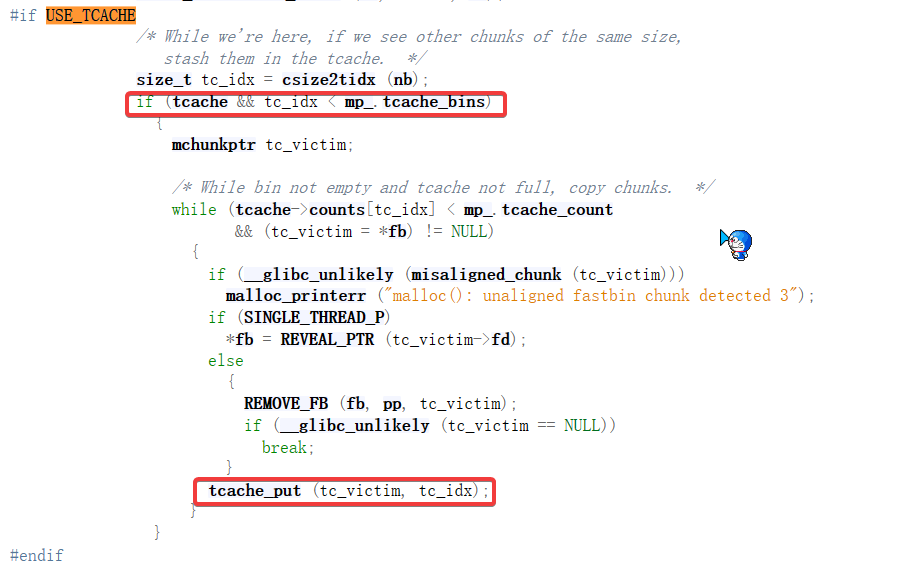 #if USE_TCACHE
/* While we're here, if we see other chunks of the same size,
stash them in the tcache.  */
size_t tc_idx = csize2tidx (nb);
if (tcache && tc_idx < mp_.tcache_bins)
{
mchunkptr tc_victim;
/* While bin not empty and tcache not full, copy chunks.  */
while (tcache->counts[tc_idx] < mp_.tcache_count
&& (tc_victim = *fb) != NULL)
{
if (__glibc_unlikely (misaligned_chunk (tc_victim)))
malloc_printerr ("malloc(): unaligned fastbin chunk detected 3");
if (SINGLE_THREAD_P)
*fb = REVEAL_PTR (tc_victim->fd);
else
{
REMOVE_FB (fb, pp, tc_victim);
if (__glibc_unlikely (tc_victim == NULL))
break;
}
tcache_put (tc_victim, tc_idx);
}
}
#endif